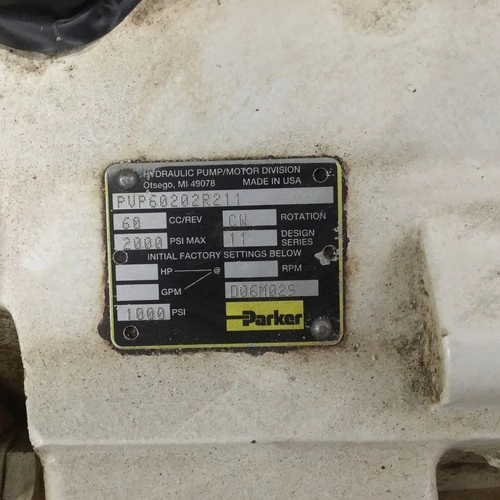 HYDRAULIC PUMP/MOTOR DIVISION
Otsego, MI 49078 MADE IN USA
PVP60202R211
60 CC/REV CW ROTATION
2000 PSI MAX 11 DESIGN SERIES
INITIAL FACTORY SETTINGS BELOW
HP @ RPM
GPM D06M02S
1000 PSI Parker